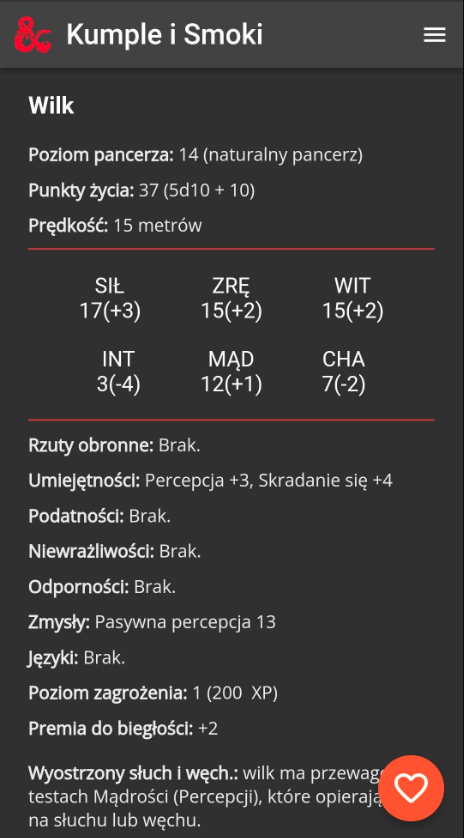 Kumple i Smoki
Wilk
Poziom pancerza: 14 (naturalny pancerz)
Punkty życia: 37 (5d10 + 10)
Prędkość: 15 metrów
SIŁ ZRĘ WIT
17(+3) 15(+2) 15(+2)
INT MĄD CHA
3(-4) 12(+1) 7(-2)
Rzuty obronne: Brak.
Umiejętności: Percepcja +3, Skradanie się +4
Podatności: Brak.
Niewrażliwości: Brak.
Odporności: Brak.
Zmysły: Pasywna percepcja 13
Języki: Brak.
Poziom zagrożenia: 1 (200 XP)
Premia do biegłości: +2
Wyostrzony słuch i węch.: wilk ma
testach Mądrości (Percepcji), które
na słuchu lub węchu.